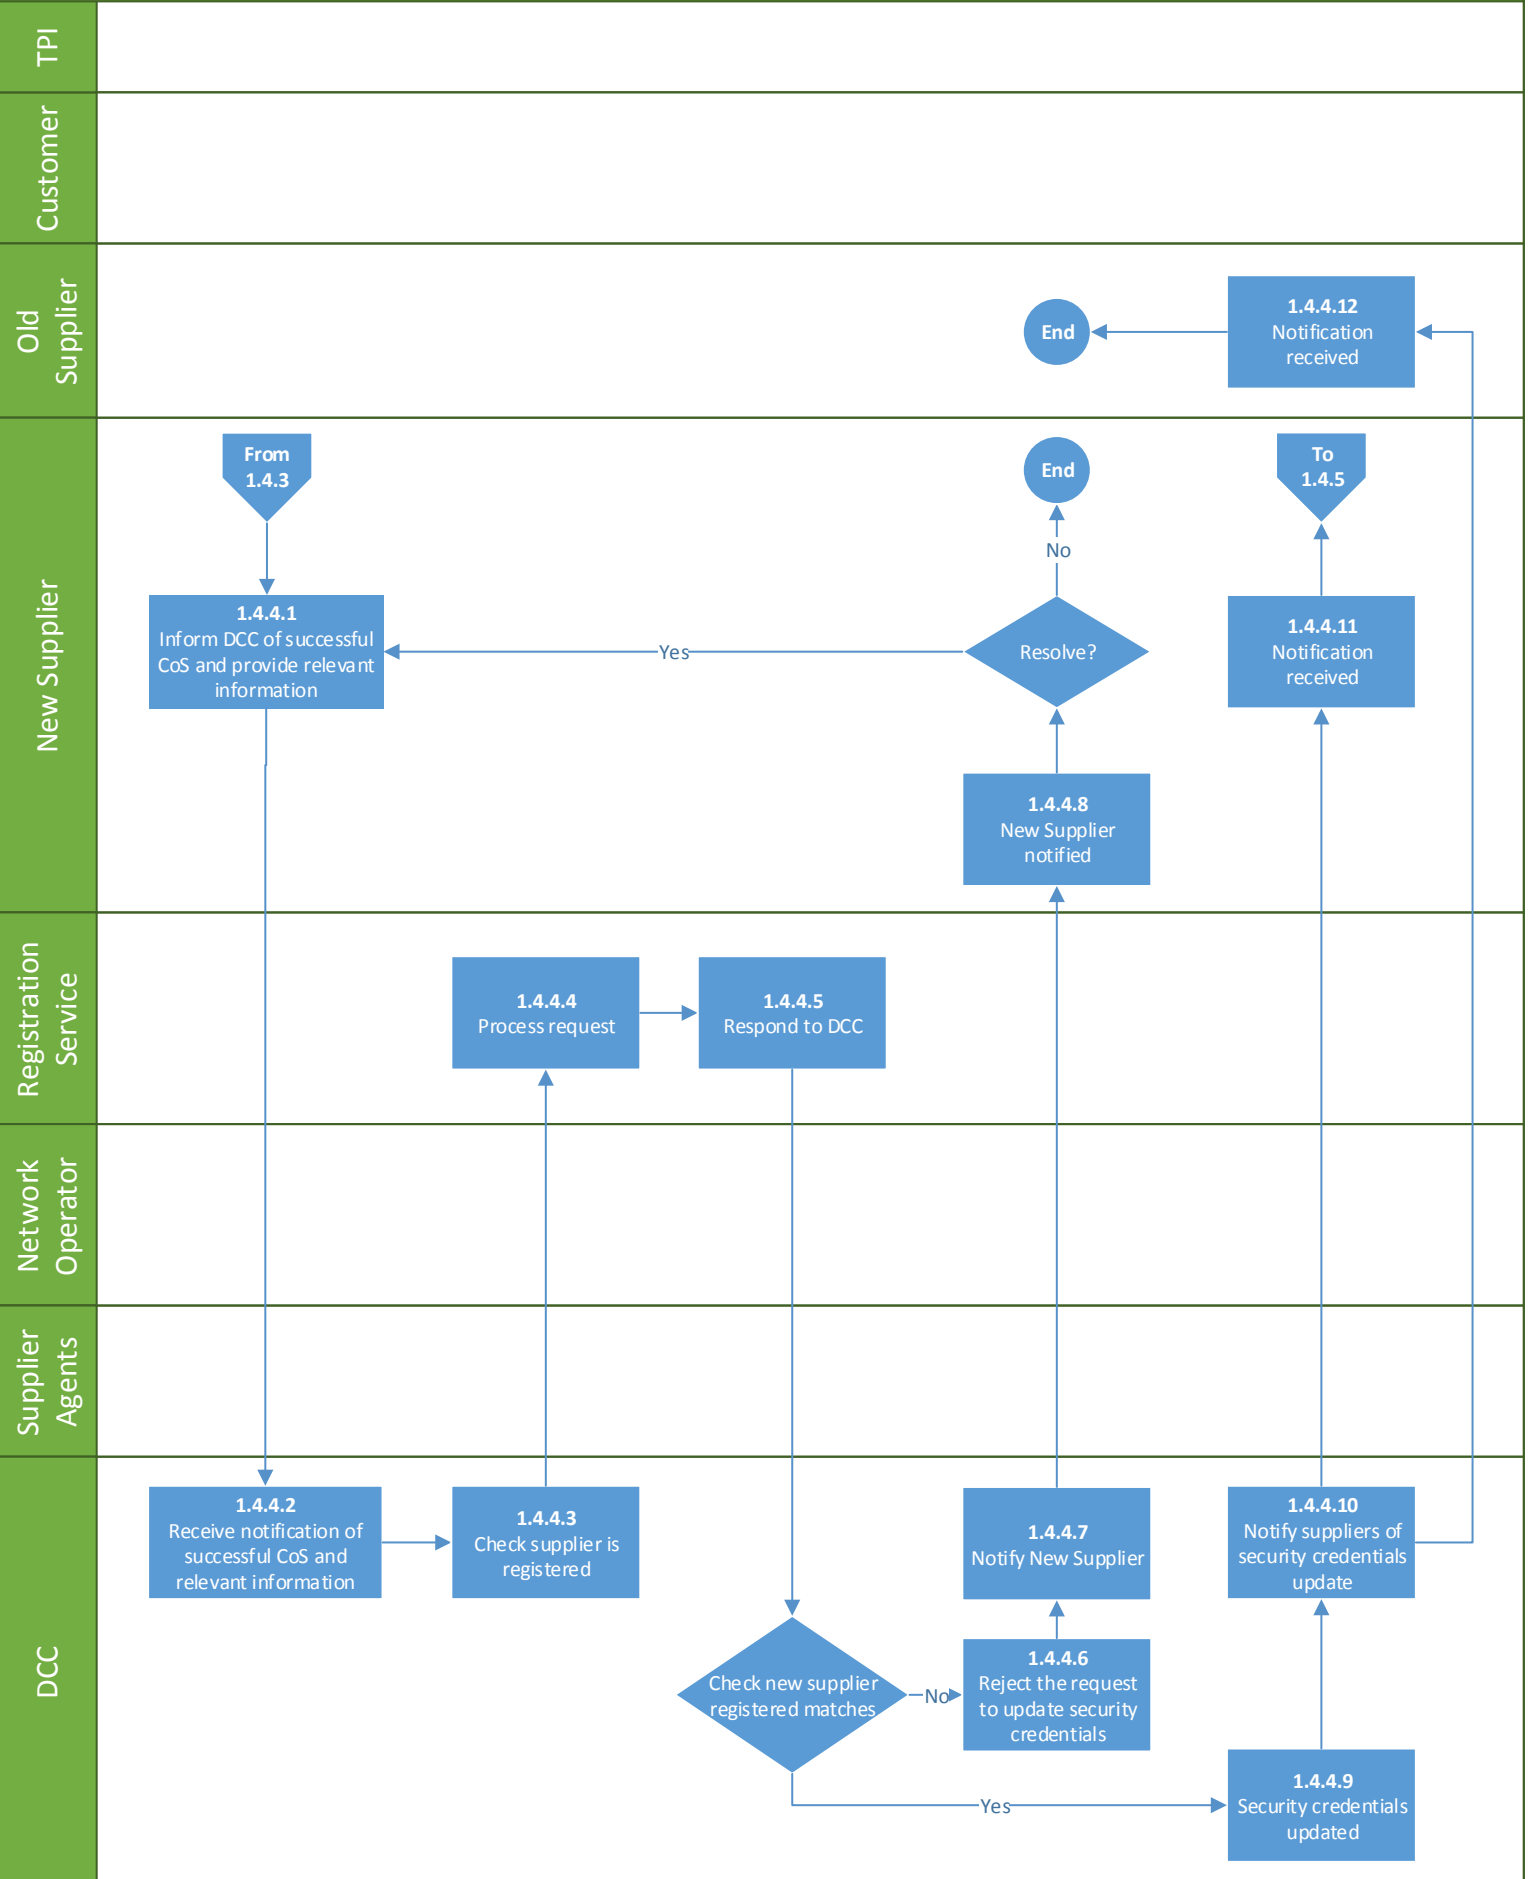 TPI
Customer
Old
Supplier
End
1.4.4.12
Notification
received
New Supplier
From
1.4.3
End
To
1.4.5
No
1.4.4.1
Inform DCC of successful
CoS and provide relevant
information
Yes
Resolve?
1.4.4.11
Notification
received
1.4.4.8
New Supplier
notified
Registration
Service
1.4.4.4
Process request
1.4.4.5
Respond to DCC
Network
Operator
Supplier
Agents
DCC
1.4.4.2
Receive notification of
successful CoS and
relevant information
1.4.4.3
Check supplier is
registered
1.4.4.7
Notify New Supplier
1.4.4.10
Notify suppliers of
security credentials
update
Check new supplier
registered matches
No
1.4.4.6
Reject the request
to update security
credentials
Yes
1.4.4.9
Security credentials
updated